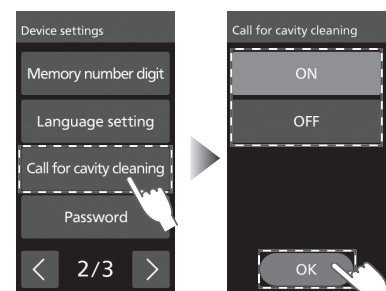 Device settings
Memory number digit
Language setting
Call for cavity cleaning
Password
2/3
Call for cavity cleaning
ON
OFF
OK